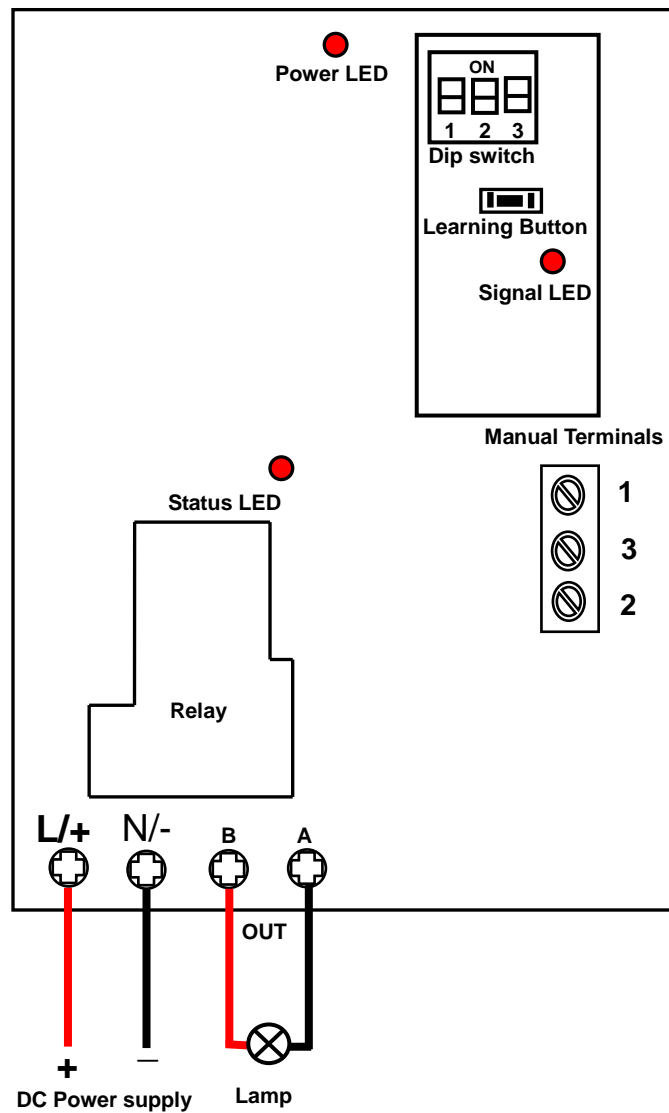 Power LED
ON
1 2 3
Dip switch
Learning Button
Signal LED
Manual Terminals
1
3
2
Status LED
Relay
L/+ N/- B A
OUT
+ −
DC Power supply Lamp